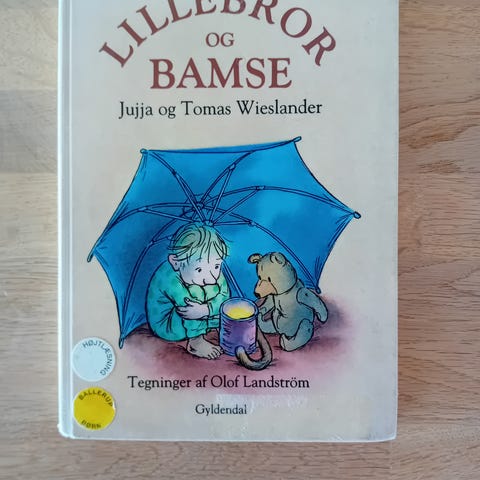 LILLEBROR
OG
BAMSE
Jujja og Tomas Wieslander
HØJTLÆSNING
BALLERUP
BØRN
Tegninger af Olof Landström
Gyldendal